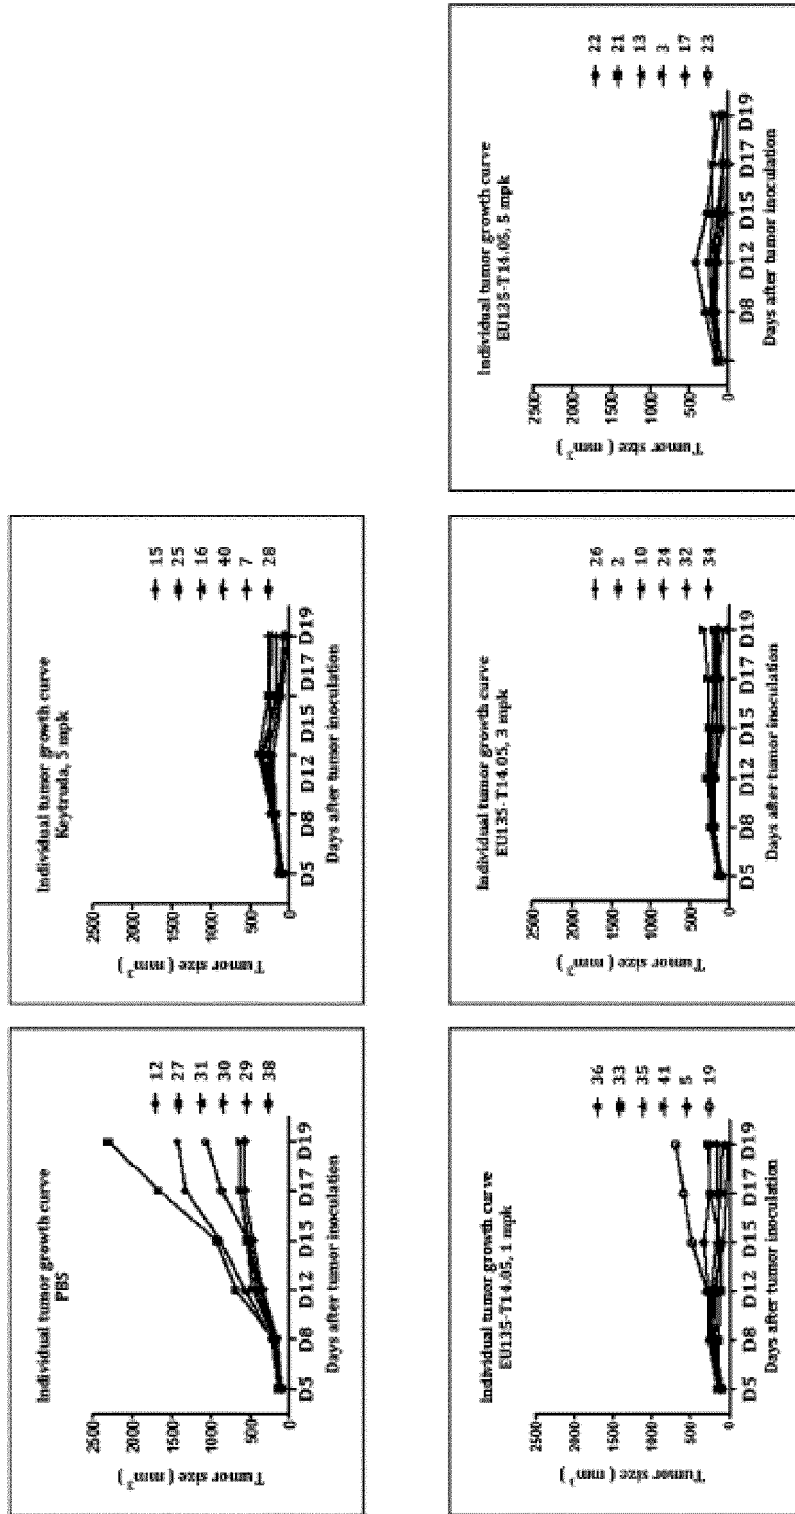 Individual tumor growth curve
PBS
Tumor size ( mm3 )
2500
2000
1500
1000
500
0
D5 D8 D12 D15 D17 D19
Days after tumor inoculation
12
27
31
30
29
38
Individual tumor growth curve
Keytruda, 5 mpk
Tumor size ( mm3 )
2500
2000
1500
1000
500
0
D5 D8 D12 D15 D17 D19
Days after tumor inoculation
15
25
16
40
7
28
Individual tumor growth curve
EU135-T14.05, 1 mpk
Tumor size ( mm3 )
2500
2000
1500
1000
500
0
D5 D8 D12 D15 D17 D19
Days after tumor inoculation
36
33
35
41
5
19
Individual tumor growth curve
EU135-T14.05, 3 mpk
Tumor size ( mm3 )
2500
2000
1500
1000
500
0
D5 D8 D12 D15 D17 D19
Days after tumor inoculation
26
2
10
24
32
34
Individual tumor growth curve
EU135-T14.05, 5 mpk
Tumor size ( mm3 )
2500
2000
1500
1000
500
0
D8 D12 D15 D17 D19
Days after tumor inoculation
22
21
13
3
17
23